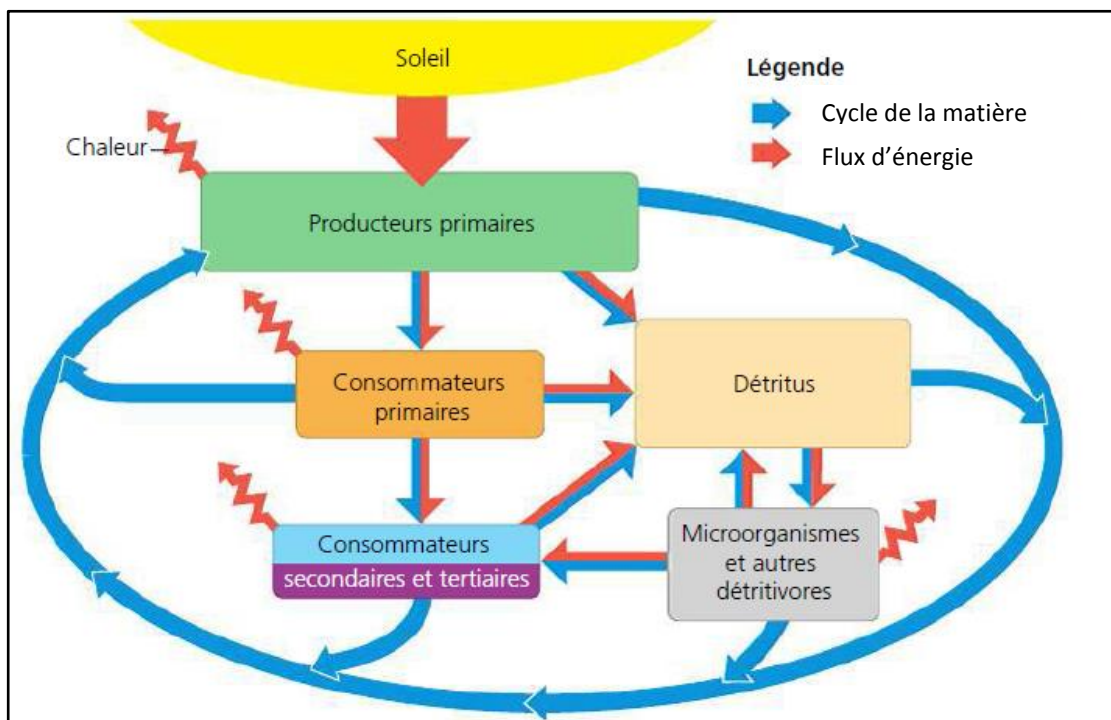 Soleil
Légende
Cycle de la matière
Flux d’énergie
Chaleur
Producteurs primaires
Consommateurs
primaires
Détritus
Consommateurs
secondaires et tertiaires
Microorganismes
et autres
détritivores